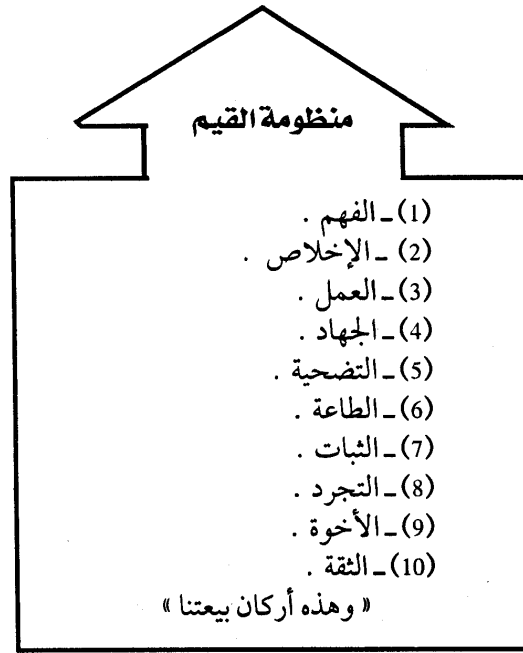 منظومة القيم
(1) ـ الفهم .
(2) ـ الإخلاص .
(3) ـ العمل .
(4) ـ الجهاد .
(5) ـ التضحية .
(6) ـ الطاعة .
(7) ـ الثبات .
(8) ـ التجرد .
(9) ـ الأخوة .
(10) ـ الثقة .
« وهذه أركان بيعتنا »